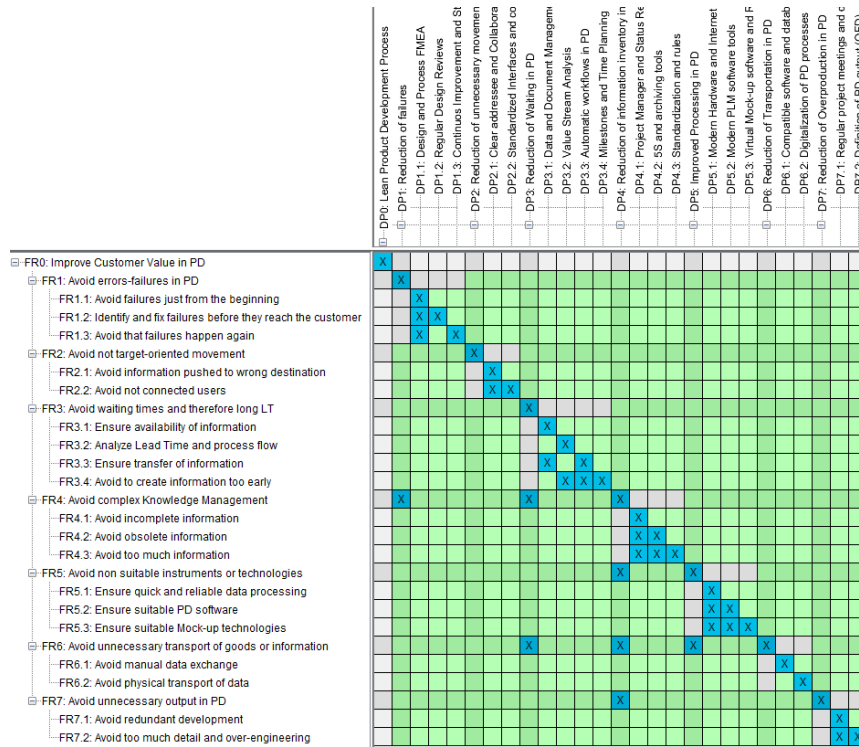 DP0: Lean Product Development Process
DP1: Reduction of failures
DP1.1: Design and Process FMEA
DP1.2: Regular Design Reviews
DP1.3: Continuos Improvement and St
DP2: Reduction of unnecessary movemen
DP2.1: Clear addressee and Collabora
DP2.2: Standardized Interfaces and co
DP3: Reduction of Waiting in PD
DP3.1: Data and Document Managem
DP3.2: Value Stream Analysis
DP3.3: Automatic workflows in PD
DP3.4: Milestones and Time Planning
DP4: Reduction of information inventory in
DP4.1: Project Manager and Status Re
DP4.2: 5S and archiving tools
DP4.3: Standardization and rules
DP5: Improved Processing in PD
DP5.1: Modern Hardware and Internet
DP5.2: Modern PLM software tools
DP5.3: Virtual Mock-up software and R
DP6: Reduction of Transportation in PD
DP6.1: Compatible software and datab
DP6.2: Digitalization of PD processes
DP7: Reduction of Overproduction in PD
DP7.1: Regular project meetings and c
DP7.2: Definition of PD output (QFD)
FR0: Improve Customer Value in PD X
FR1: Avoid errors-failures in PD X
FR1.1: Avoid failures just from the beginning X
FR1.2: Identify and fix failures before they reach the customer X X
FR1.3: Avoid that failures happen again X X
FR2: Avoid not target-oriented movement X
FR2.1: Avoid information pushed to wrong destination X
FR2.2: Avoid not connected users X X
FR3: Avoid waiting times and therefore long LT X
FR3.1: Ensure availability of information X
FR3.2: Analyze Lead Time and process flow X
FR3.3: Ensure transfer of information X X
FR3.4: Avoid to create information too early X X X
FR4: Avoid complex Knowledge Management X X X
FR4.1: Avoid incomplete information X
FR4.2: Avoid obsolete information X X
FR4.3: Avoid too much information X X X
FR5: Avoid non suitable instruments or technologies X X
FR5.1: Ensure quick and reliable data processing X
FR5.2: Ensure suitable PD software X X
FR5.3: Ensure suitable Mock-up technologies X X X
FR6: Avoid unnecessary transport of goods or information X X X X
FR6.1: Avoid manual data exchange X
FR6.2: Avoid physical transport of data X
FR7: Avoid unnecessary output in PD X X
FR7.1: Avoid redundant development X
FR7.2: Avoid too much detail and over-engineering X X